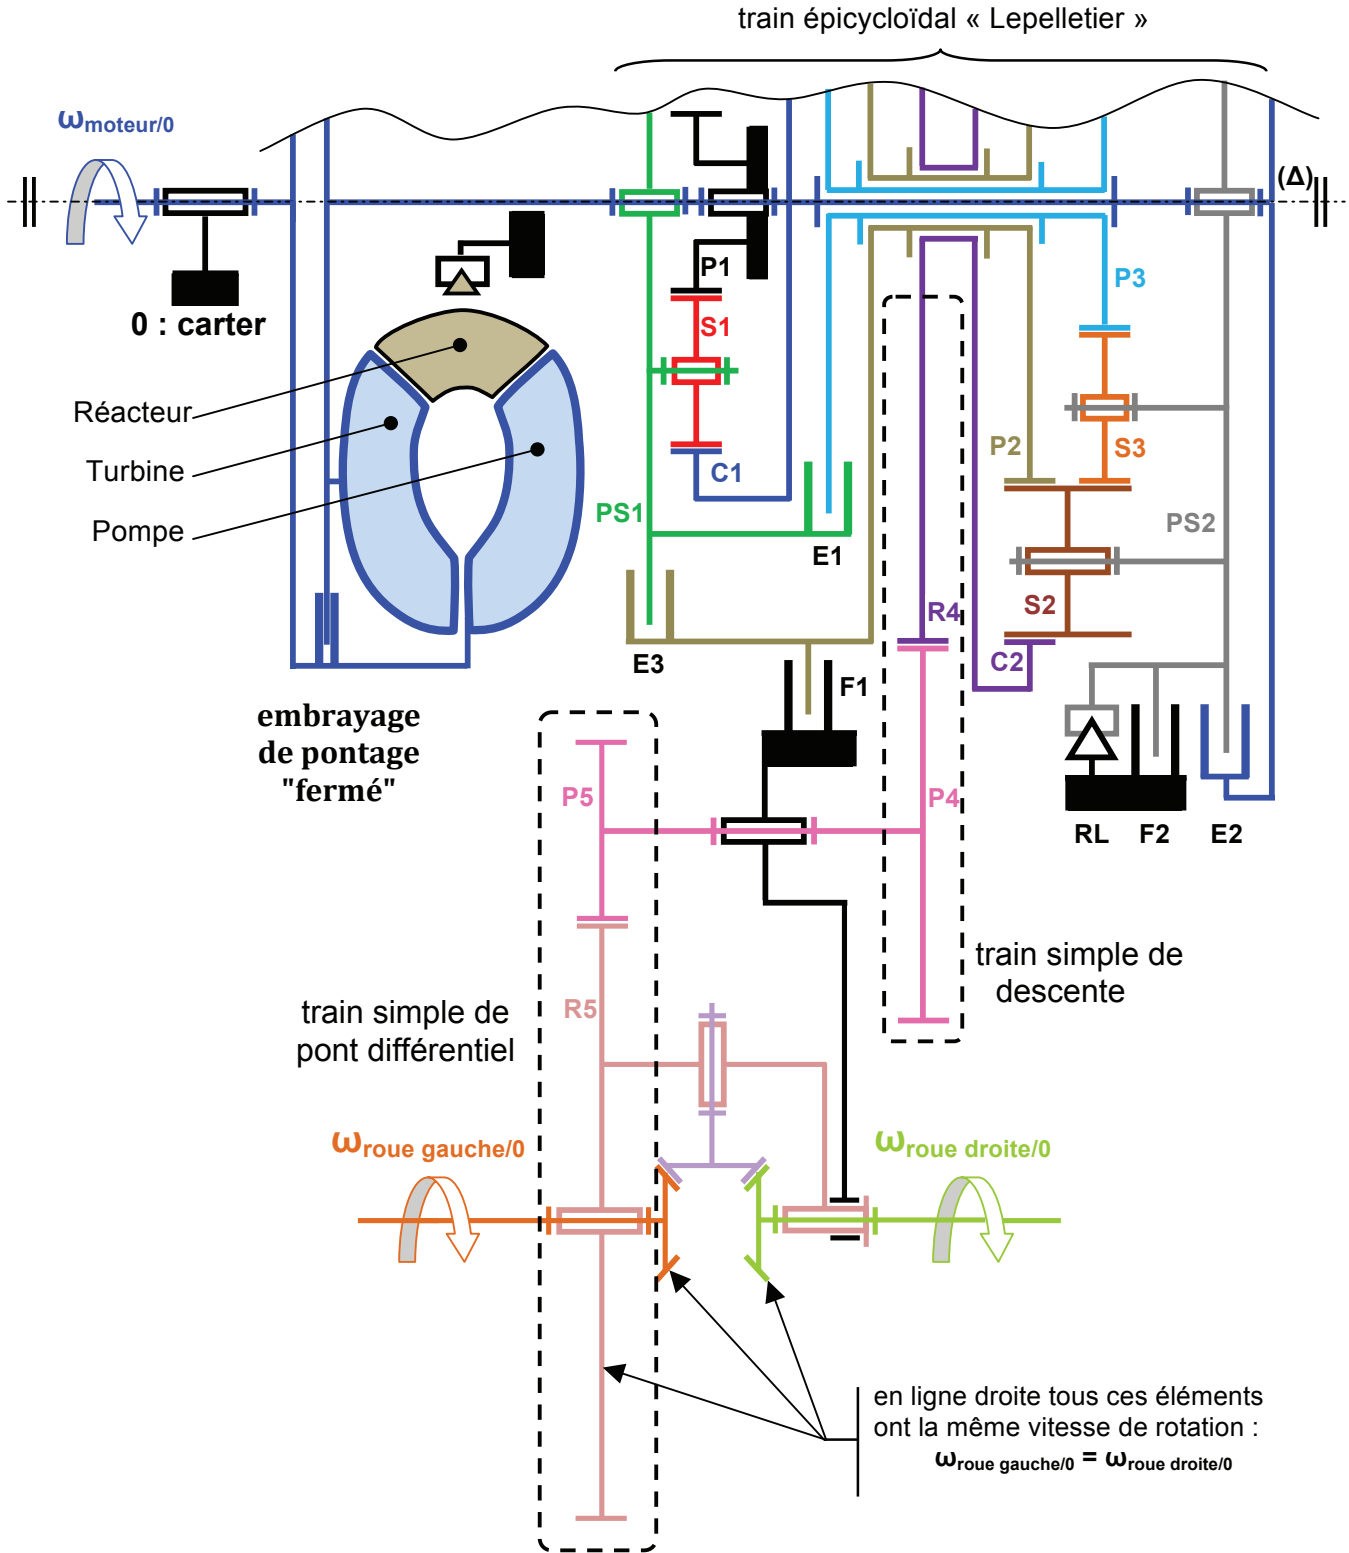 train épicycloïdal « Lepelletier »
ωmoteur/0
(Δ)
0 : carter
P1
P3
S1
Réacteur
Turbine
Pompe
C1
P2
S3
PS1
PS2
E1
S2
R4
E3
C2
F1
embrayage
de pontage
"fermé"
P5
P4
RL
F2
E2
train simple de
descente
train simple de
pont différentiel
R5
ωroue gauche/0
ωroue droite/0
en ligne droite tous ces éléments
ont la même vitesse de rotation :
ωroue gauche/0 = ωroue droite/0